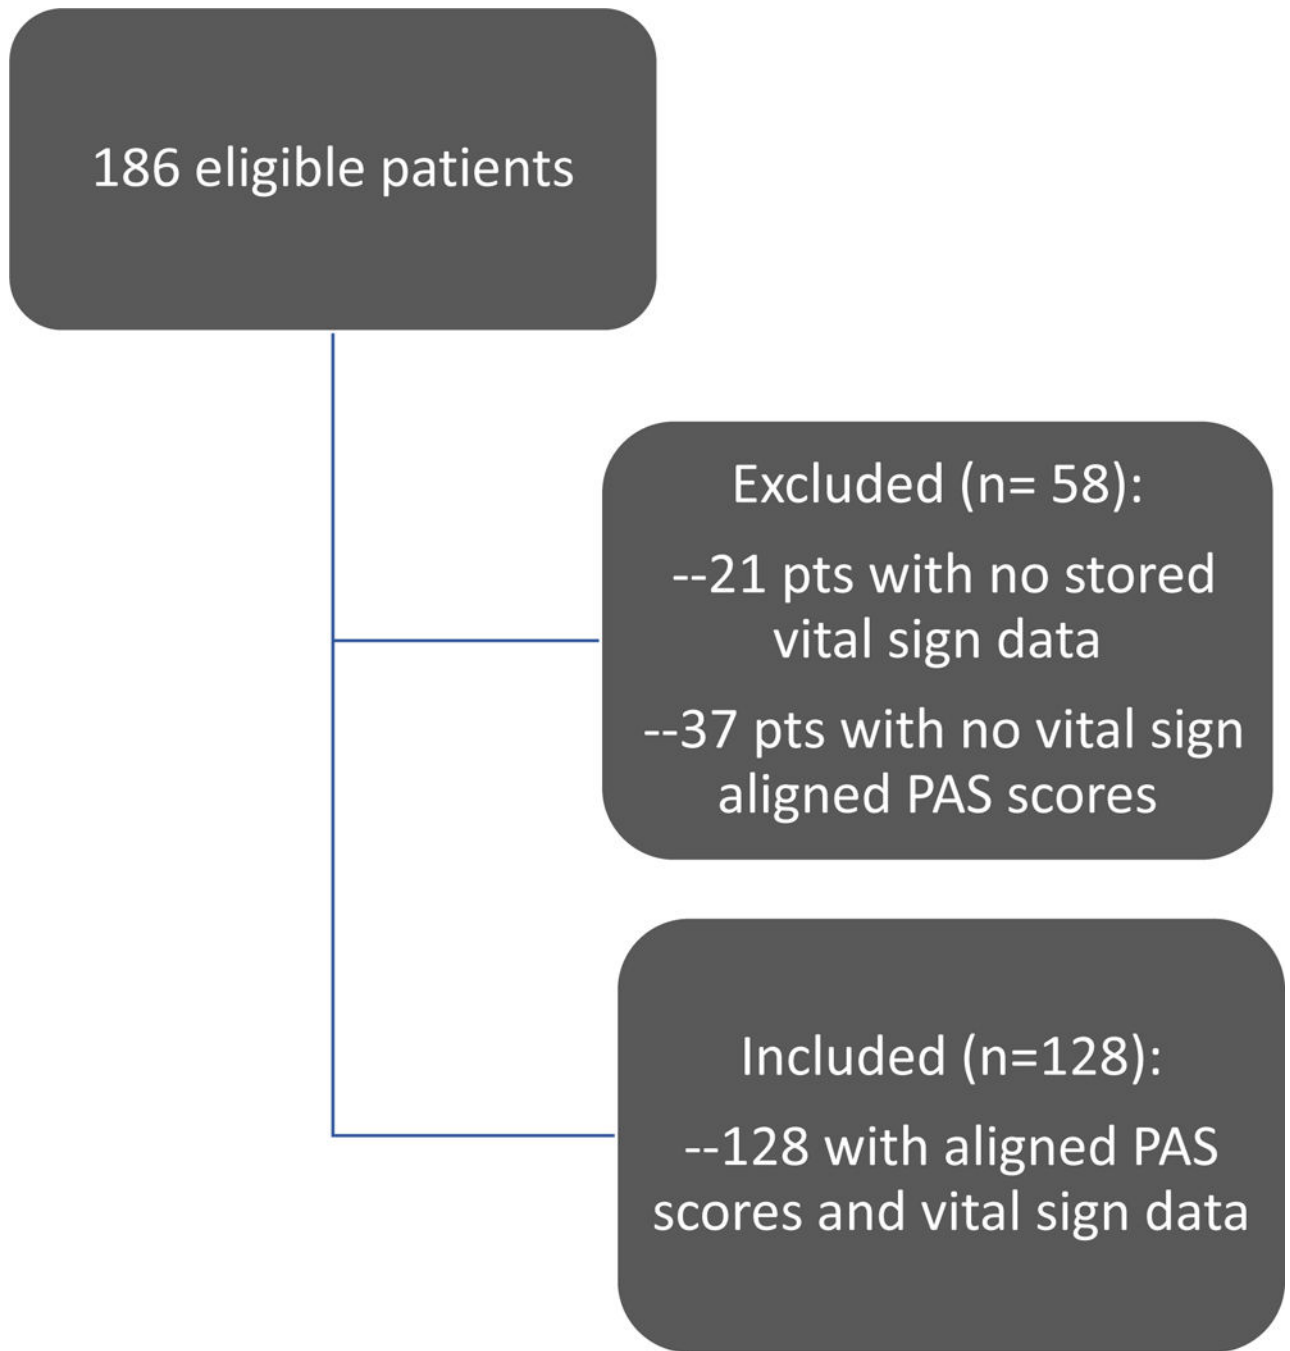 186 eligible patients
Excluded (n= 58):
--21 pts with no stored
vital sign data
--37 pts with no vital sign
aligned PAS scores
Included (n=128):
--128 with aligned PAS
scores and vital sign data